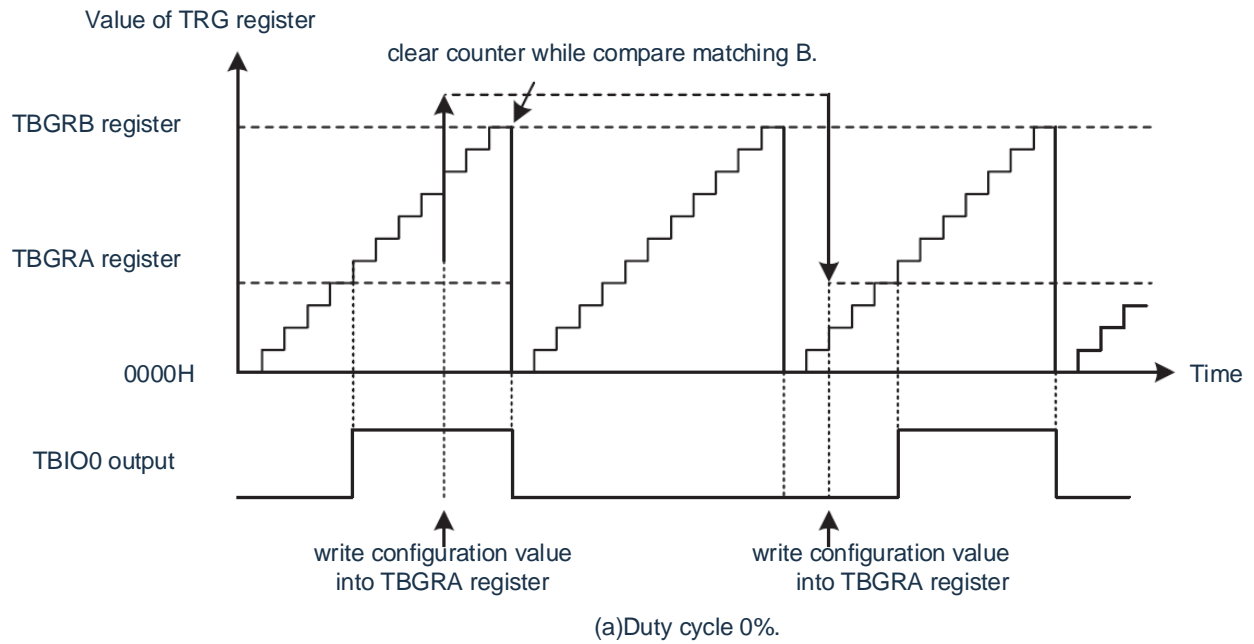 Value of TRG register
clear counter while compare matching B.
TBGRB register
TBGRA register
0000H
Time
TBIO0 output
write configuration value
into TBGRA register
write configuration value
into TBGRA register
(a)Duty cycle 0%.